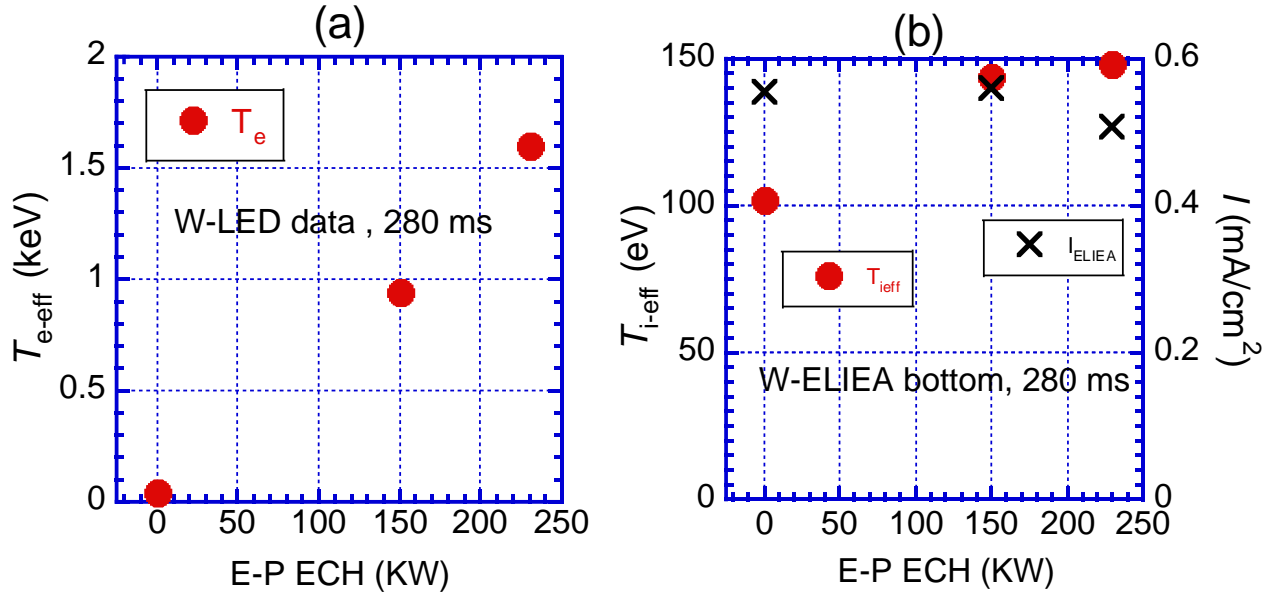 (a)
2
1.5
1
0.5
0
T_e-eff (keV)
T_e
W-LED data , 280 ms
0 50 100 150 200 250
E-P ECH (KW)
(b)
150
100
50
0
T_i-eff (eV)
T_ieff
I_ELIEA
W-ELIEA bottom, 280 ms
0.6
0.4
0.2
0
I (mA/cm²)
0 50 100 150 200 250
E-P ECH (KW)